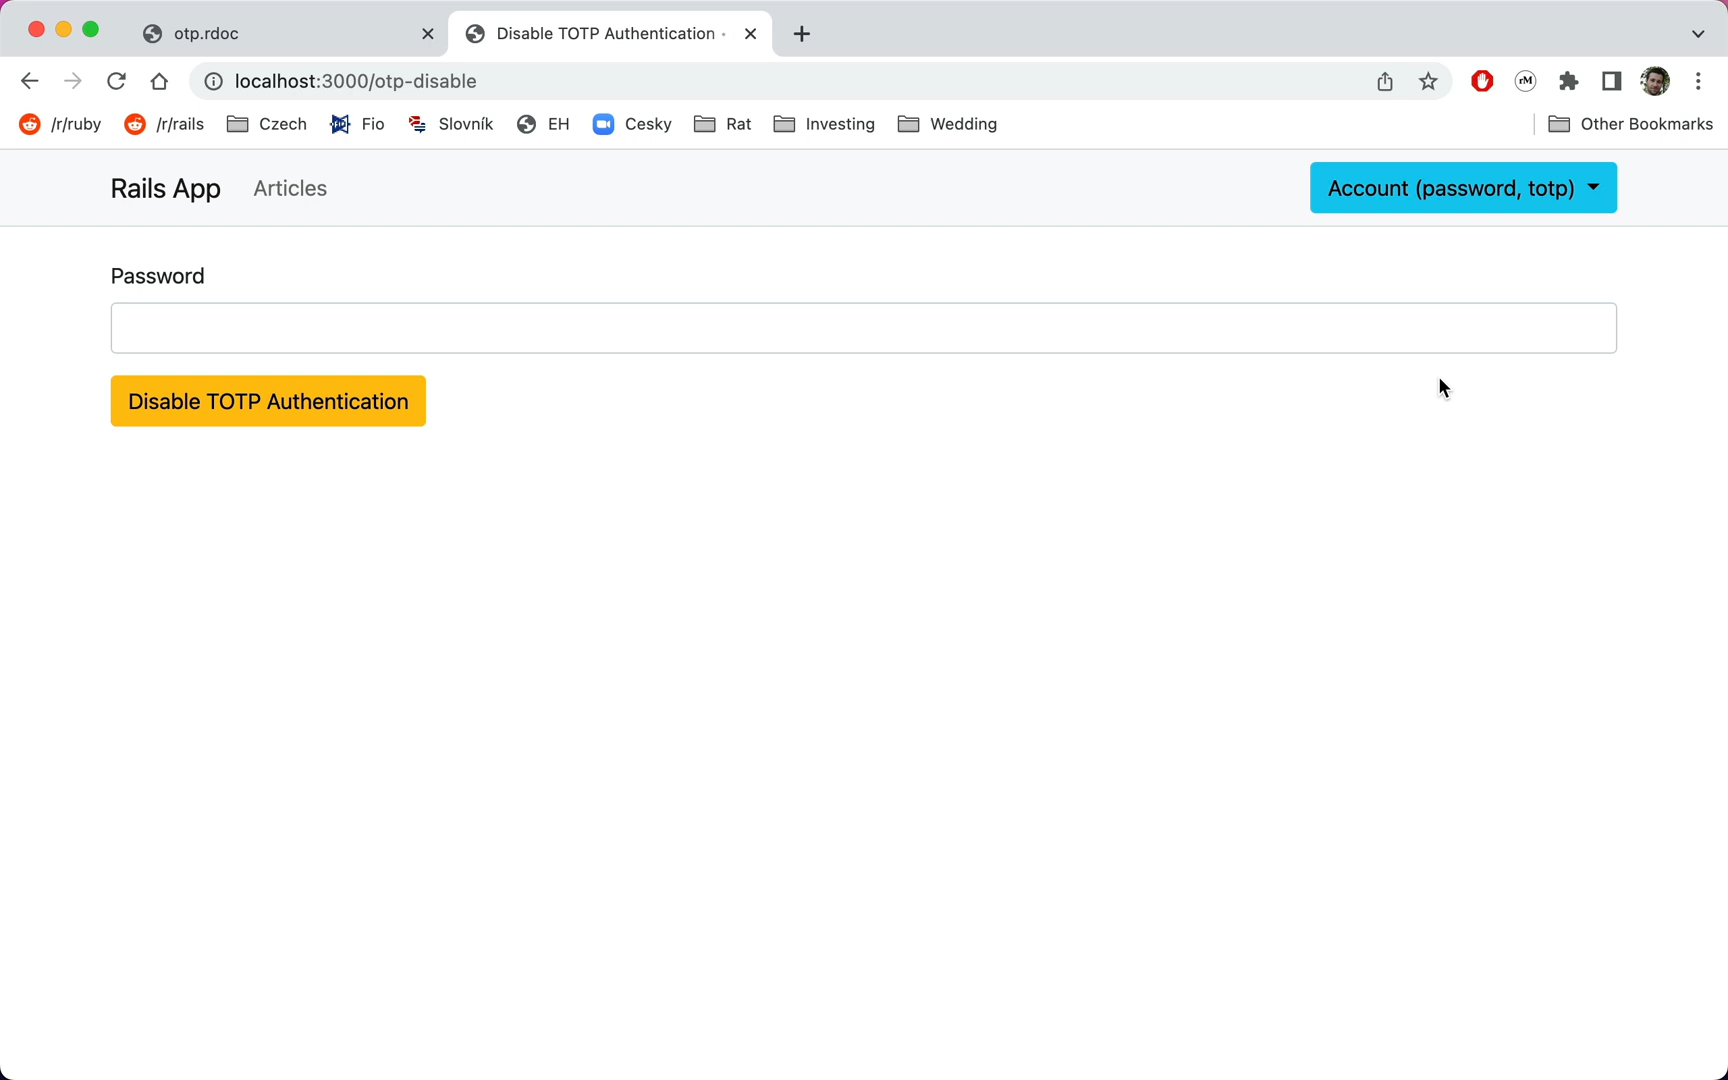 otp.rdoc
Disable TOTP Authentication ·
localhost:3000/otp-disable
rM
/r/ruby /r/rails Czech Fio Slovník EH Cesky Rat Investing Wedding Other Bookmarks
Rails App Articles Account (password, totp)
Password
Disable TOTP Authentication